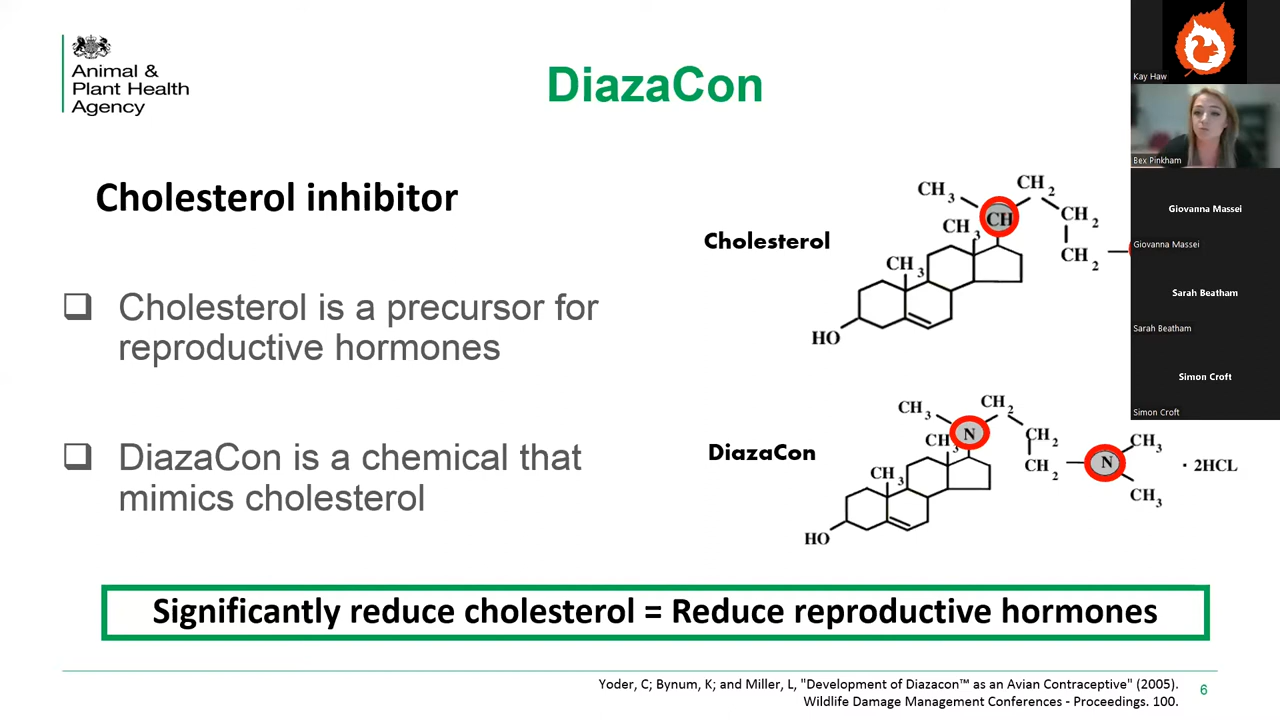 Animal &
Plant Health
Agency
DiazaCon
Kay Haw
Bex Pinkham
Giovanna Massei
Giovanna Massei
Sarah Beatham
Sarah Beatham
Simon Croft
Simon Croft
Cholesterol inhibitor
❑ Cholesterol is a precursor for
reproductive hormones
❑ DiazaCon is a chemical that
mimics cholesterol
Cholesterol
CH3
CH2
CH
CH3
CH2
CH3
CH2
HO
DiazaCon
CH3
CH2
N
CH3
CH2
CH3
CH2
N
CH3
CH3
· 2HCL
HO
Significantly reduce cholesterol = Reduce reproductive hormones
Yoder, C; Bynum, K; and Miller, L, "Development of Diazacon™ as an Avian Contraceptive" (2005).
Wildlife Damage Management Conferences - Proceedings. 100.
6